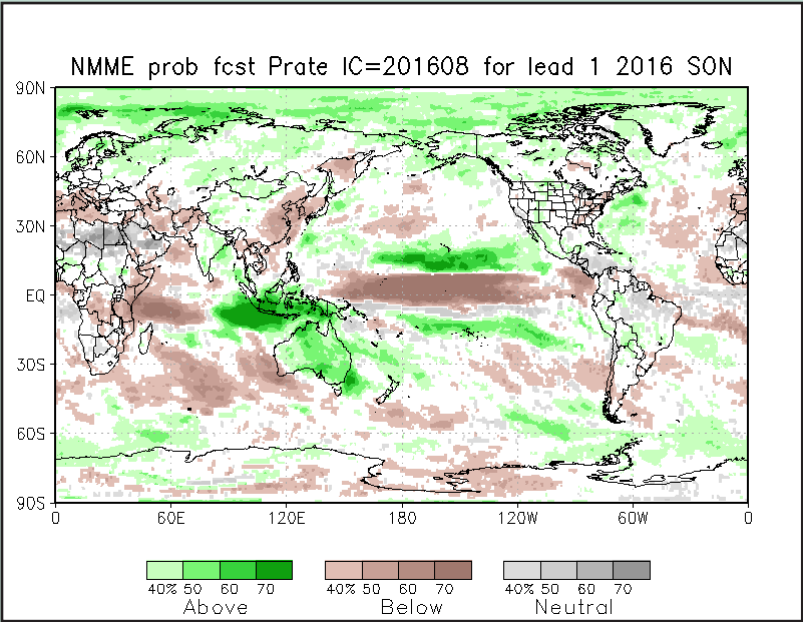 NMME prob fcst Prate IC=201608 for lead 1 2016 SON
90N
60N
30N
EQ
30S
60S
90S
0 60E 120E 180 120W 60W 0
40% 50 60 70 40% 50 60 70 40% 50 60 70
Above Below Neutral